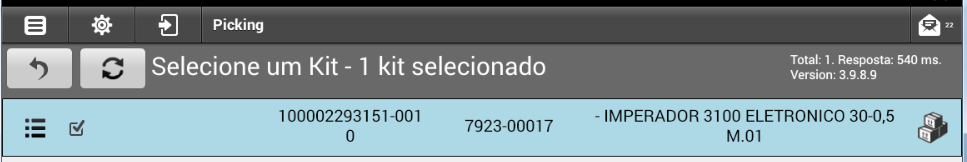 Picking
22
Selecione um Kit - 1 kit selecionado
Total: 1. Resposta: 540 ms.
Version: 3.9.8.9
100002293151-001
0
7923-00017
- IMPERADOR 3100 ELETRONICO 30-0,5
M.01